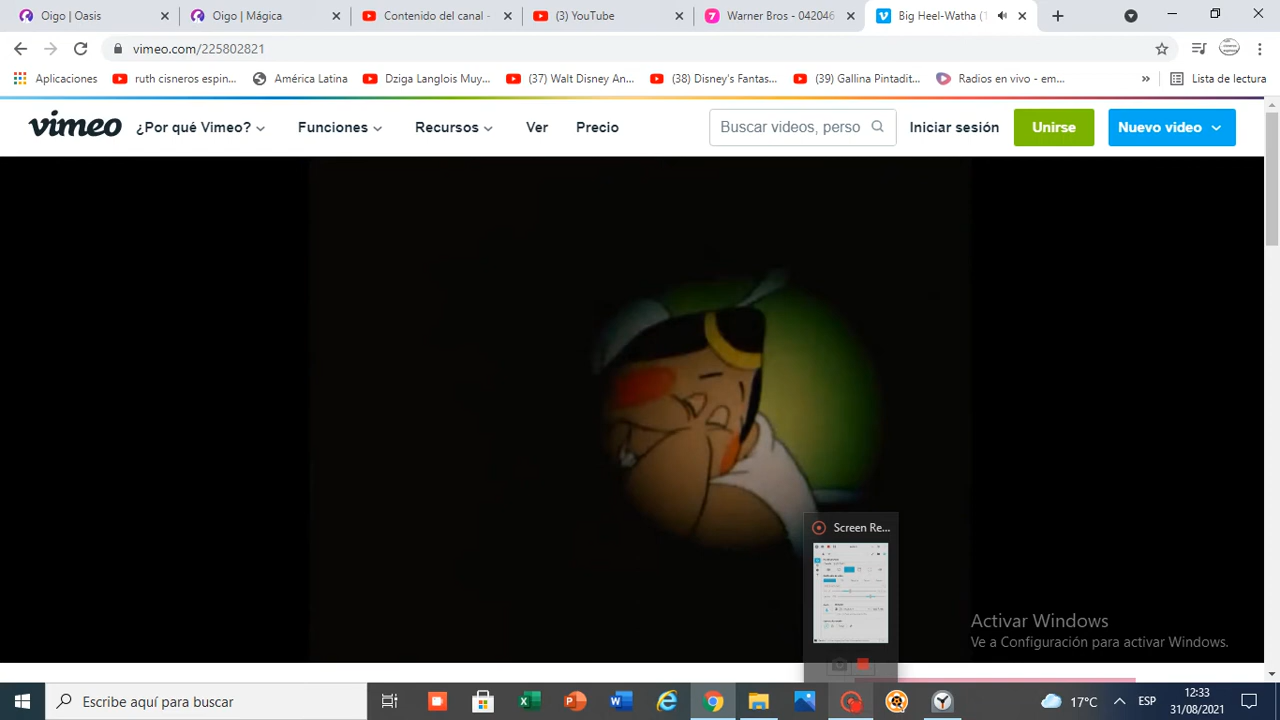 Oigo | Oasis
Oigo | Mágica
Contenido del canal -
(3) YouTube
Warner Bros - 042046
Big Heel-Watha (1
vimeo.com/225802821
Aplicaciones
ruth cisneros espin...
América Latina
Dziga Langlois Muy...
(37) Walt Disney An...
(38) Disney's Fantas...
(39) Gallina Pintadit...
Radios en vivo - em...
»
Lista de lectura
vimeo
¿Por qué Vimeo?
Funciones
Recursos
Ver
Precio
Buscar videos, perso
Iniciar sesión
Unirse
Nuevo video
Screen Re...
Activar Windows
Ve a Configuración para activar Windows.
Escribe aquí para buscar
17°C
ESP
12:33
31/08/2021